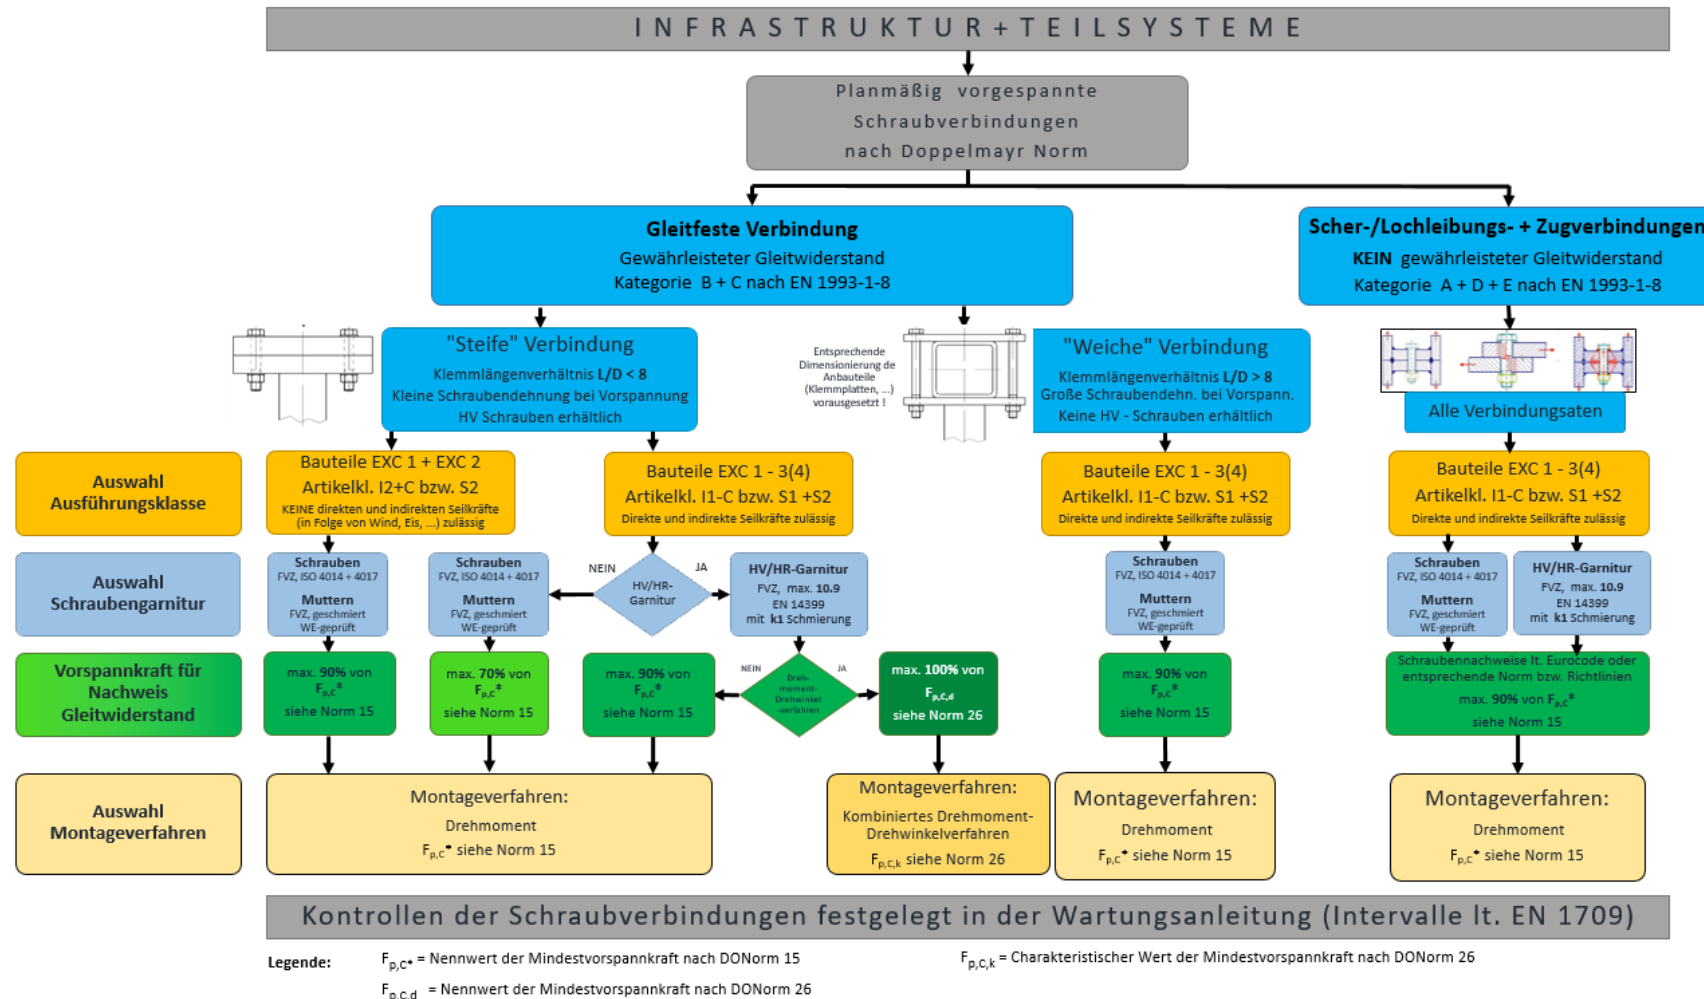 INFRASTRUKTUR+TEILSYSTEME
Planmäßig vorgespannte
Schraubverbindungen
nach Doppelmayr Norm
Gleitfeste Verbindung
Gewährleisteter Gleitwiderstand
Kategorie B + C nach EN 1993-1-8
Scher-/Lochleibungs- + Zugverbindungen
KEIN gewährleisteter Gleitwiderstand
Kategorie A + D + E nach EN 1993-1-8
"Steife" Verbindung
Klemmlängenverhältnis L/D < 8
Kleine Schraubendehnung bei Vorspannung
HV Schrauben erhältlich
Entsprechende
Dimensionierung de
Anbauteile
(Klemmplatten, ...)
vorausgesetzt !
"Weiche" Verbindung
Klemmlängenverhältnis L/D > 8
Große Schraubendehn. bei Vorspann.
Keine HV - Schrauben erhältlich
Alle Verbindungsaten
Auswahl
Ausführungsklasse
Bauteile EXC 1 + EXC 2
Artikelkl. I2+C bzw. S2
KEINE direkten und indirekten Seilkräfte
(in Folge von Wind, Eis, ...) zulässig
Bauteile EXC 1 - 3(4)
Artikelkl. I1-C bzw. S1 +S2
Direkte und indirekte Seilkräfte zulässig
Bauteile EXC 1 - 3(4)
Artikelkl. I1-C bzw. S1 +S2
Direkte und indirekte Seilkräfte zulässig
Bauteile EXC 1 - 3(4)
Artikelkl. I1-C bzw. S1 +S2
Direkte und indirekte Seilkräfte zulässig
Auswahl
Schraubengarnitur
Schrauben
FVZ, ISO 4014 + 4017
Muttern
FVZ, geschmiert
WE-geprüft
Schrauben
FVZ, ISO 4014 + 4017
Muttern
FVZ, geschmiert
WE-geprüft
NEIN
HV/HR-
Garnitur
JA
HV/HR-Garnitur
FVZ, max. 10.9
EN 14399
mit k1 Schmierung
Schrauben
FVZ, ISO 4014 + 4017
Muttern
FVZ, geschmiert
WE-geprüft
Schrauben
FVZ, ISO 4014 + 4017
Muttern
FVZ, geschmiert
WE-geprüft
HV/HR-Garnitur
FVZ, max. 10.9
EN 14399
mit k1 Schmierung
Vorspannkraft für
Nachweis
Gleitwiderstand
max. 90% von
Fp,C*
siehe Norm 15
max. 70% von
Fp,C*
siehe Norm 15
max. 90% von
Fp,C*
siehe Norm 15
NEIN
Dreh-
moment-
Drehwinkel
-verfahren
JA
max. 100% von
Fp,C,d
siehe Norm 26
max. 90% von
Fp,C*
siehe Norm 15
Schraubennachweise lt. Eurocode oder
entsprechende Norm bzw. Richtlinien
max. 90% von Fp,C*
siehe Norm 15
Auswahl
Montageverfahren
Montageverfahren:
Drehmoment
Fp,C* siehe Norm 15
Montageverfahren:
Kombiniertes Drehmoment-
Drehwinkelverfahren
Fp,C,k siehe Norm 26
Montageverfahren:
Drehmoment
Fp,C* siehe Norm 15
Montageverfahren:
Drehmoment
Fp,C* siehe Norm 15
Kontrollen der Schraubverbindungen festgelegt in der Wartungsanleitung (Intervalle lt. EN 1709)
Legende:
Fp,C* = Nennwert der Mindestvorspannkraft nach DONorm 15
Fp,C,k = Charakteristischer Wert der Mindestvorspannkraft nach DONorm 26
Fp,C,d = Nennwert der Mindestvorspannkraft nach DONorm 26